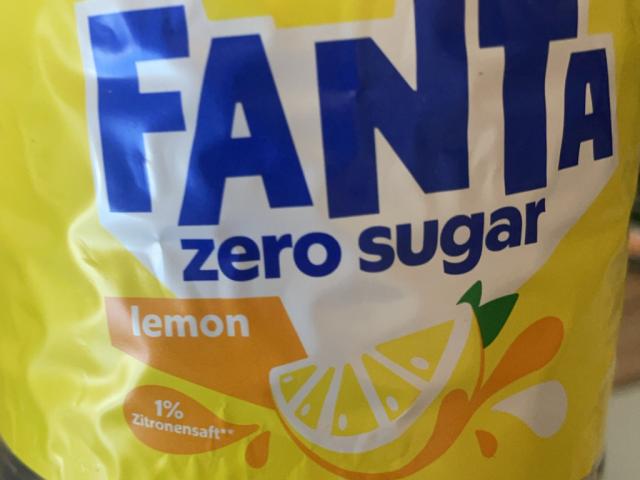 FANTA
zero sugar
lemon
1%
Zitronensaft**